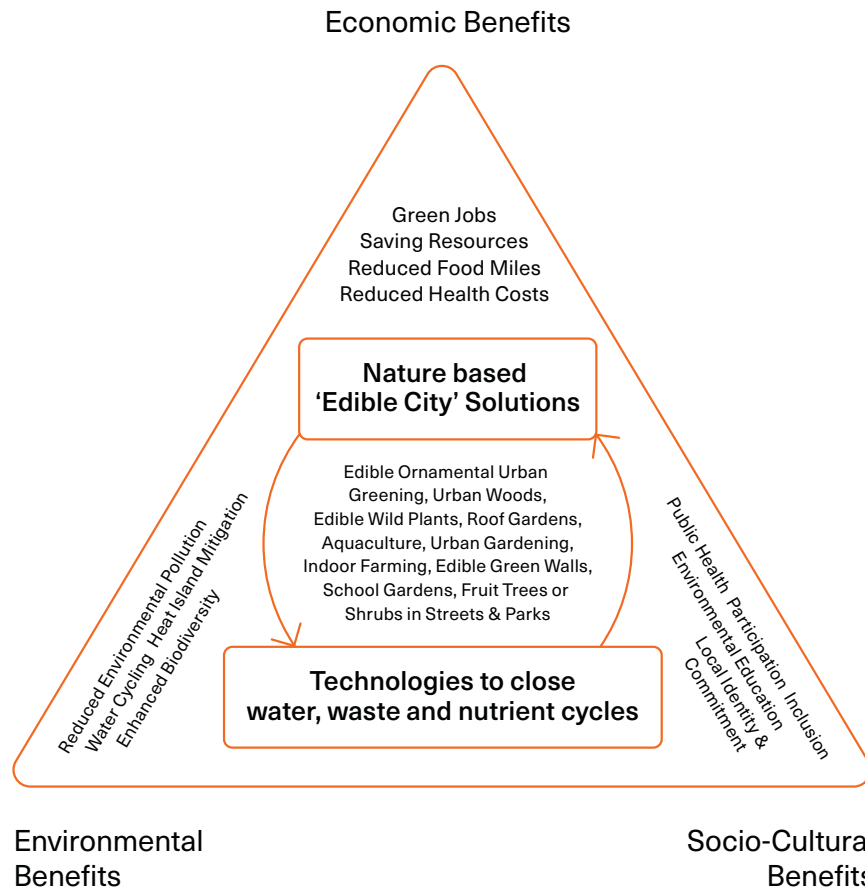 Economic Benefits
Green Jobs
Saving Resources
Reduced Food Miles
Reduced Health Costs
Nature based
‘Edible City’ Solutions
Edible Ornamental Urban
Greening, Urban Woods,
Edible Wild Plants, Roof Gardens,
Aquaculture, Urban Gardening,
Indoor Farming, Edible Green Walls,
School Gardens, Fruit Trees or
Shrubs in Streets & Parks
Technologies to close
water, waste and nutrient cycles
Reduced Environmental Pollution
Water Cycling Heat Island Mitigation
Enhanced Biodiversity
Public Health Participation Inclusion
Environmental Education
Local Identity &
Commitment
Environmental
Benefits
Socio-Cultura
Benefits